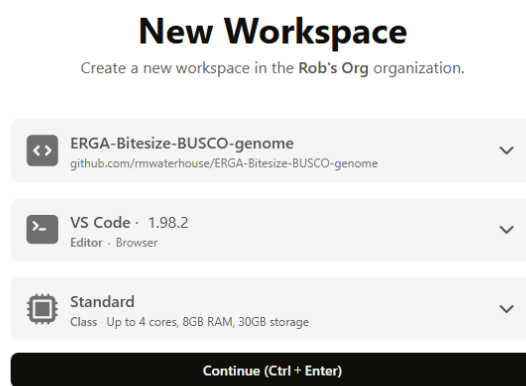 New Workspace
Create a new workspace in the Rob's Org organization.
ERGA-Bitesize-BUSCO-genome
github.com/rmwaterhouse/ERGA-Bitesize-BUSCO-genome
VS Code · 1.98.2
Editor · Browser
Standard
Class · Up to 4 cores, 8GB RAM, 30GB storage
Continue (Ctrl + Enter)